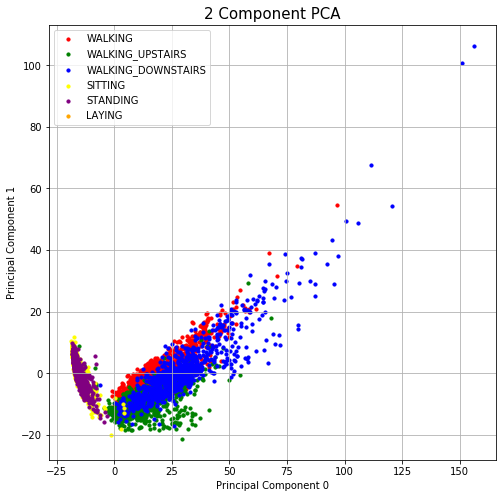 2 Component PCA
WALKING
WALKING_UPSTAIRS
WALKING_DOWNSTAIRS
SITTING
STANDING
LAYING
100
80
60
40
20
0
−20
Principal Component 1
−25
0
25
50
75
100
125
150
Principal Component 0